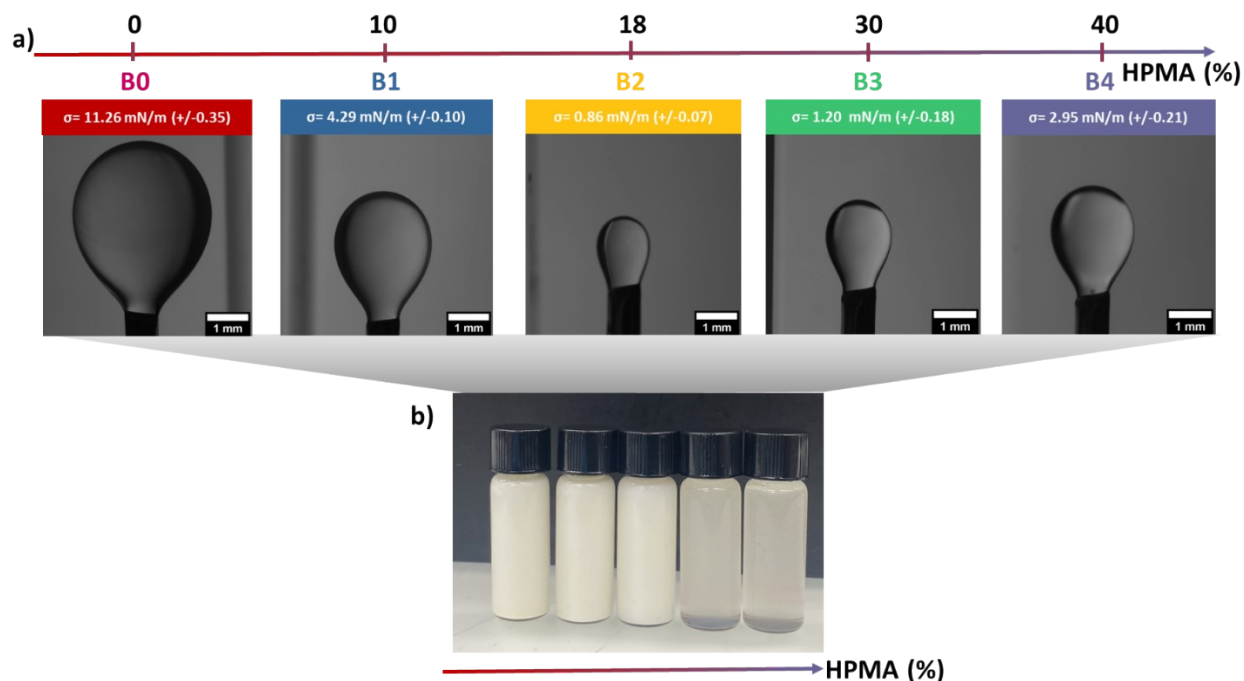 a)
0 10 18 30 40
HPMA (%)
B0 B1 B2 B3 B4
σ= 11.26 mN/m (+/-0.35) σ= 4.29 mN/m (+/-0.10) σ= 0.86 mN/m (+/-0.07) σ= 1.20 mN/m (+/-0.18) σ= 2.95 mN/m (+/-0.21)
1 mm 1 mm 1 mm 1 mm 1 mm
b)
HPMA (%)